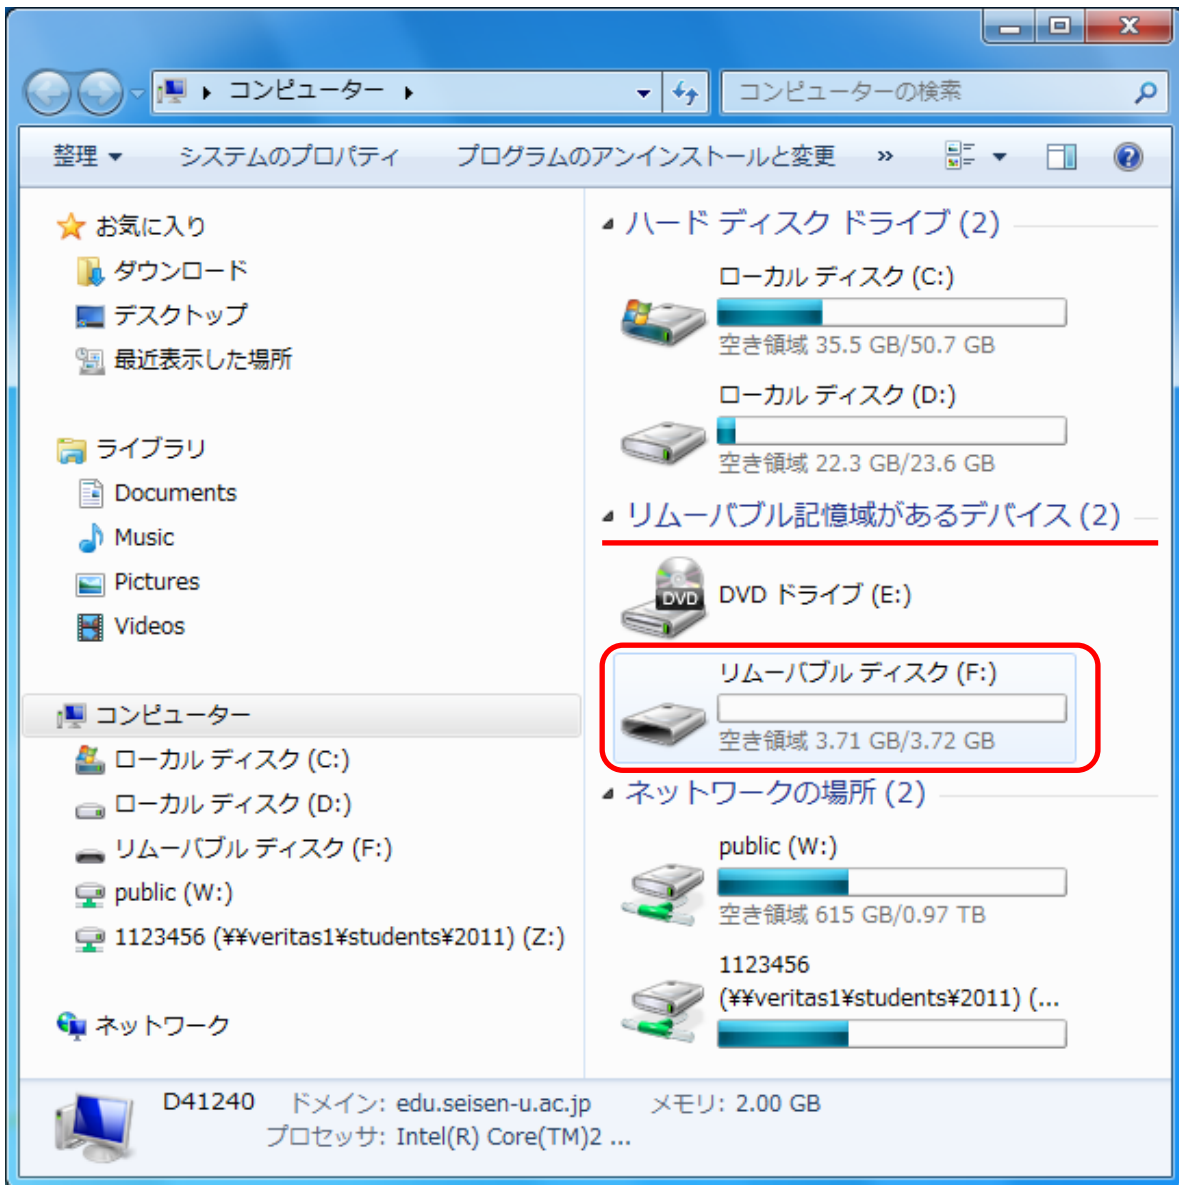 コンピューター
コンピューターの検索
整理 システムのプロパティ プログラムのアンインストールと変更 »
お気に入り
ダウンロード
デスクトップ
最近表示した場所
ライブラリ
Documents
Music
Pictures
Videos
コンピューター
ローカル ディスク (C:)
ローカル ディスク (D:)
リムーバブル ディスク (F:)
public (W:)
1123456 (¥¥veritas1¥students¥2011) (Z:)
ネットワーク
ハード ディスク ドライブ (2)
ローカル ディスク (C:)
空き領域 35.5 GB/50.7 GB
ローカル ディスク (D:)
空き領域 22.3 GB/23.6 GB
リムーバブル記憶域があるデバイス (2)
DVD
DVD ドライブ (E:)
リムーバブル ディスク (F:)
空き領域 3.71 GB/3.72 GB
ネットワークの場所 (2)
public (W:)
空き領域 615 GB/0.97 TB
1123456
(¥¥veritas1¥students¥2011) (...
D41240 ドメイン: edu.seisen-u.ac.jp メモリ: 2.00 GB
プロセッサ: Intel(R) Core(TM)2 ...